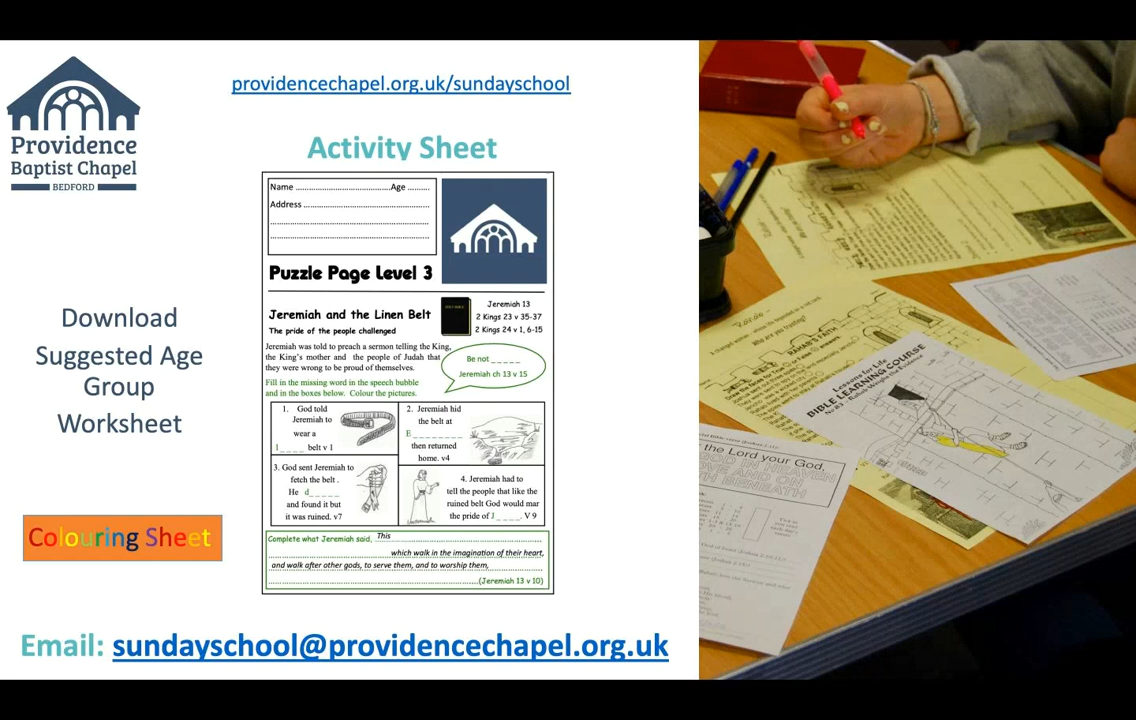 Providence
Baptist Chapel
BEDFORD
providencechapel.org.uk/sundayschool
Activity Sheet
Name ..............................Age ........
Address ........................................
Puzzle Page Level 3
Jeremiah and the Linen Belt
The pride of the people challenged
HOLY BIBLE
Jeremiah 13
2 Kings 23 v 35-37
2 Kings 24 v 1, 6-15
Jeremiah was told to preach a sermon telling the King,
the King's mother and the people of Judah that
they were wrong to be proud of themselves.
Fill in the missing word in the speech bubble
and in the boxes below. Colour the pictures.
Be not _ _ _ _ _
Jeremiah ch 13 v 15
1. God told
Jeremiah to
wear a
l _ _ _ _ belt v 1
2. Jeremiah hid
the belt at
E _ _ _ _ _ _ _ _
then returned
home. v4
3. God sent Jeremiah to
fetch the belt .
He d_ _ _ _ _
and found it but
it was ruined. v7
4. Jeremiah had to
tell the people that like the
ruined belt God would mar
the pride of J _ _ _ _. V 9
Complete what Jeremiah said, This
which walk in the imagination of their heart,
and walk after other gods, to serve them, and to worship them,
(Jeremiah 13 v 10)
Download
Suggested Age
Group
Worksheet
Colouring Sheet
Email: sundayschool@providencechapel.org.uk
RAHAB'S FAITH
Lessons for Life
BIBLE LEARNING COURSE
the Lord your God,